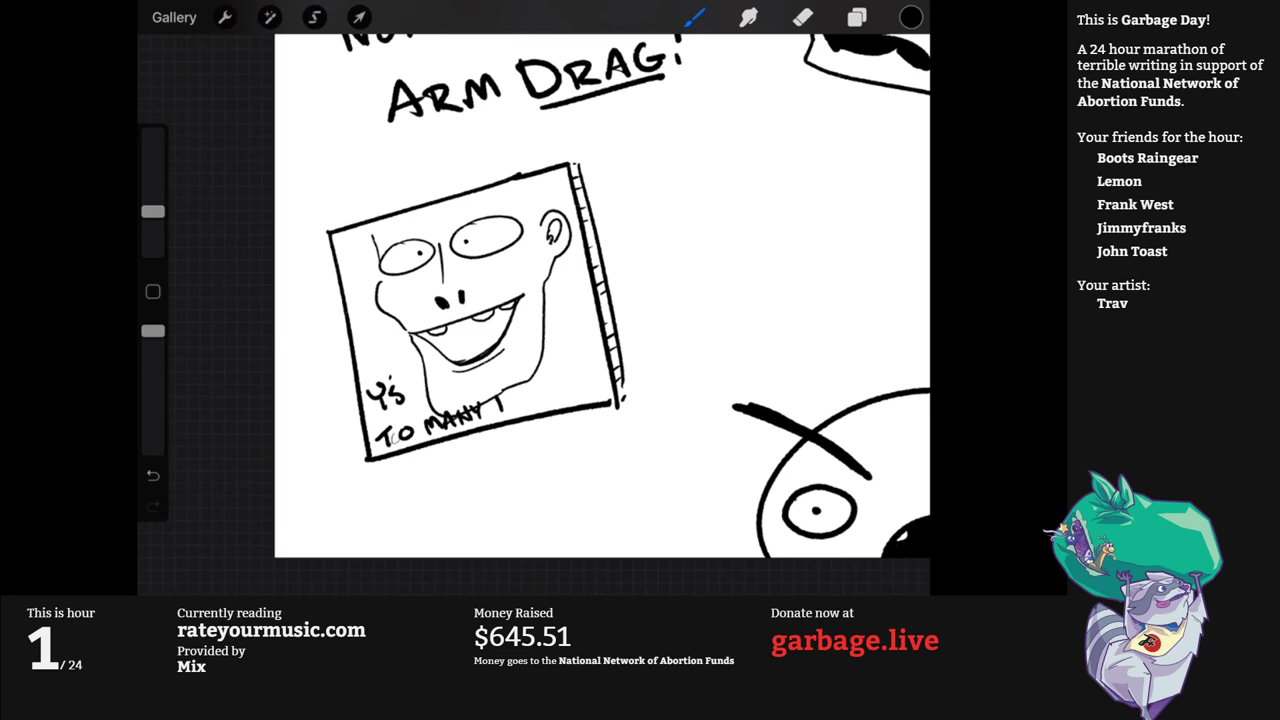 Gallery
ARM DRAG!
Y's
TO MANY I
This is Garbage Day!
A 24 hour marathon of
terrible writing in support of
the National Network of
Abortion Funds.
Your friends for the hour:
Boots Raingear
Lemon
Frank West
Jimmyfranks
John Toast
Your artist:
Trav
This is hour
1 / 24
Currently reading
rateyourmusic.com
Provided by
Mix
Money Raised
$645.51
Money goes to the National Network of Abortion Funds
Donate now at
garbage.live